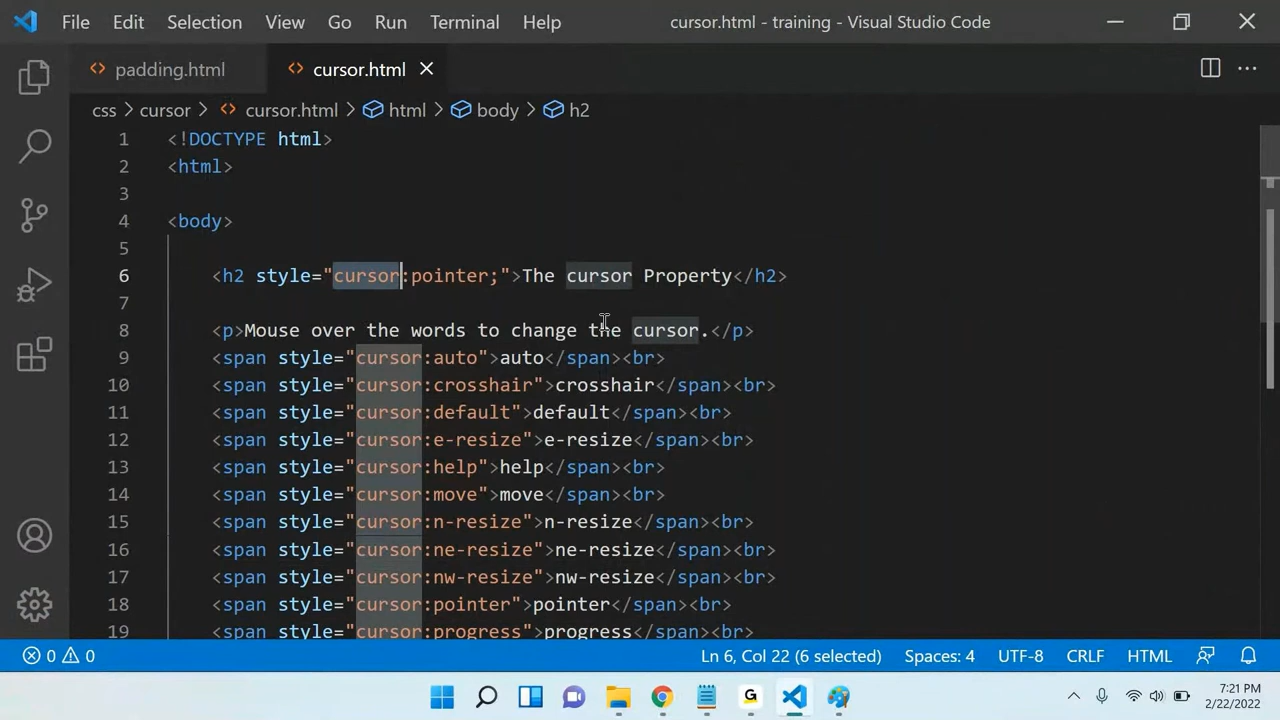 File Edit Selection View Go Run Terminal Help cursor.html - training - Visual Studio Code
padding.html cursor.html
css > cursor > cursor.html > html > body > h2
1 <!DOCTYPE html>
2 <html>
3
4 <body>
5
6 <h2 style="cursor:pointer;">The cursor Property</h2>
7
8 <p>Mouse over the words to change the cursor.</p>
9 <span style="cursor:auto">auto</span><br>
10 <span style="cursor:crosshair">crosshair</span><br>
11 <span style="cursor:default">default</span><br>
12 <span style="cursor:e-resize">e-resize</span><br>
13 <span style="cursor:help">help</span><br>
14 <span style="cursor:move">move</span><br>
15 <span style="cursor:n-resize">n-resize</span><br>
16 <span style="cursor:ne-resize">ne-resize</span><br>
17 <span style="cursor:nw-resize">nw-resize</span><br>
18 <span style="cursor:pointer">pointer</span><br>
19 <span style="cursor:progress">progress</span><br>
0 0 Ln 6, Col 22 (6 selected) Spaces: 4 UTF-8 CRLF HTML
G 7:21 PM
2/22/2022